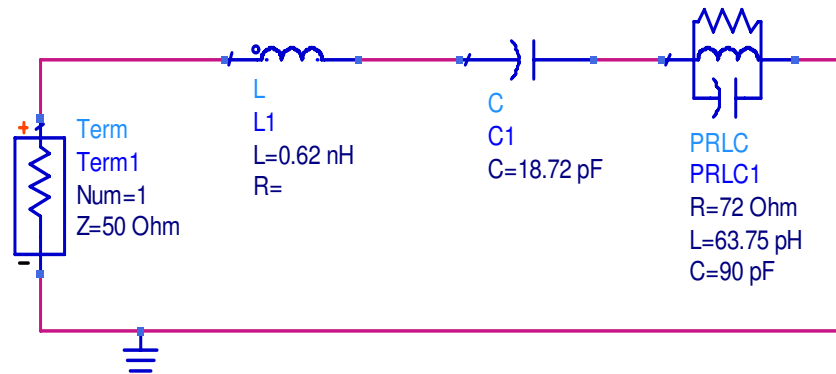 +
Term
Term1
Num=1
Z=50 Ohm
-
L
L1
L=0.62 nH
R=
C
C1
C=18.72 pF
PRLC
PRLC1
R=72 Ohm
L=63.75 pH
C=90 pF